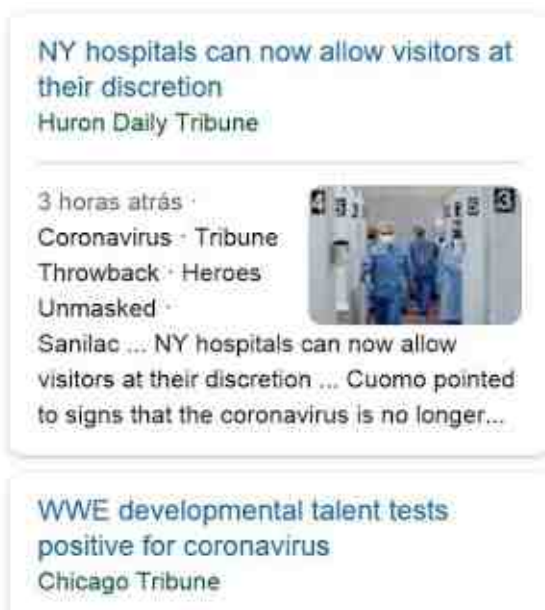 NY hospitals can now allow visitors at
their discretion
Huron Daily Tribune
3 horas atrás ·
Coronavirus · Tribune
Throwback · Heroes
Unmasked ·
Sanilac ... NY hospitals can now allow
visitors at their discretion ... Cuomo pointed
to signs that the coronavirus is no longer...
4
3
WWE developmental talent tests
positive for coronavirus
Chicago Tribune